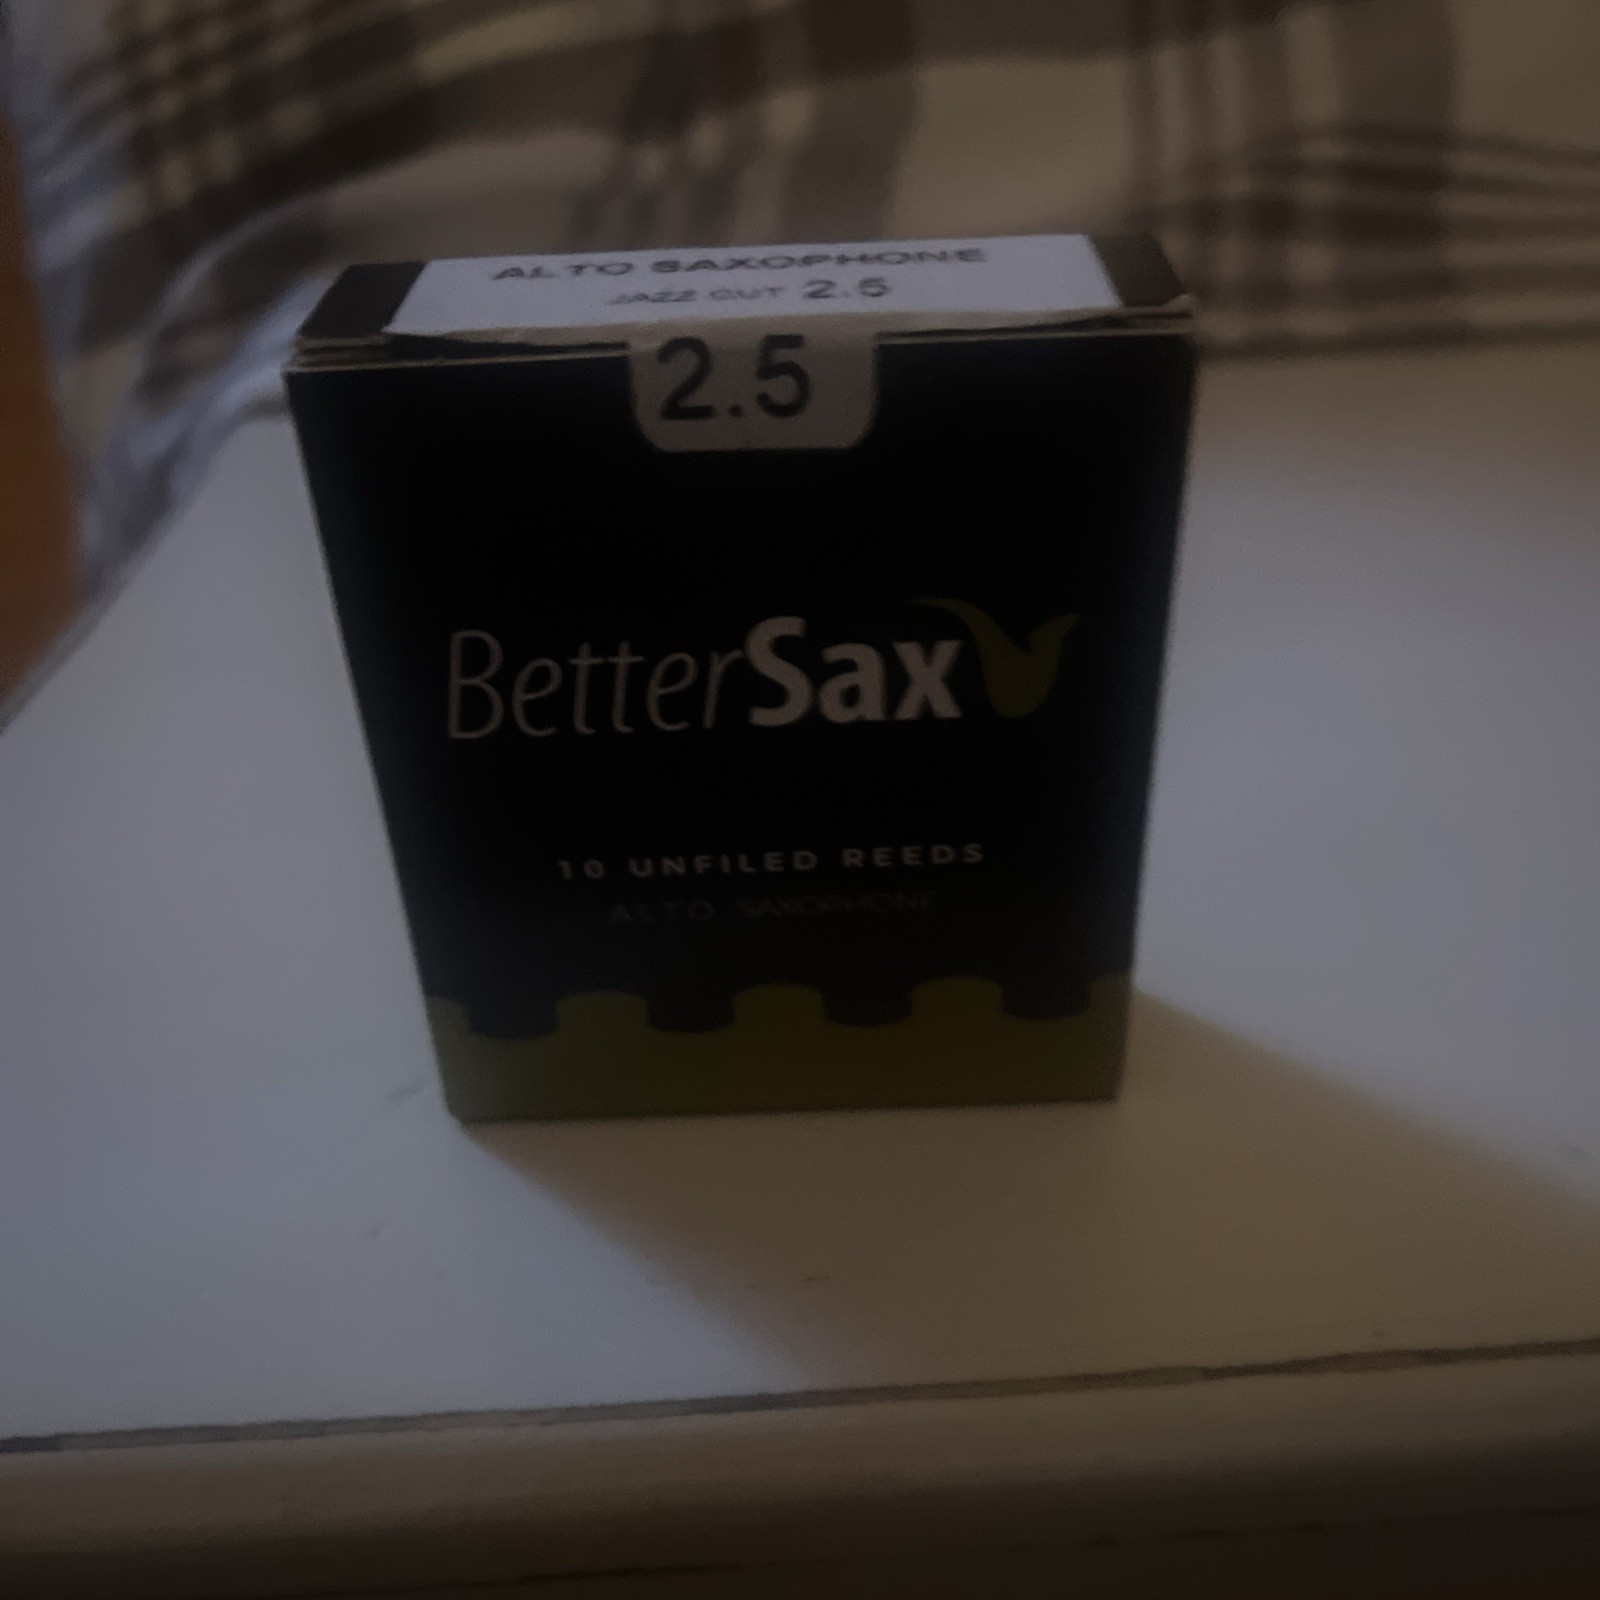 ALTO SAXOPHONE
JAZZ CUT 2.5
2.5
BetterSax
10 UNFILED REEDS
ALTO SAXOPHONE